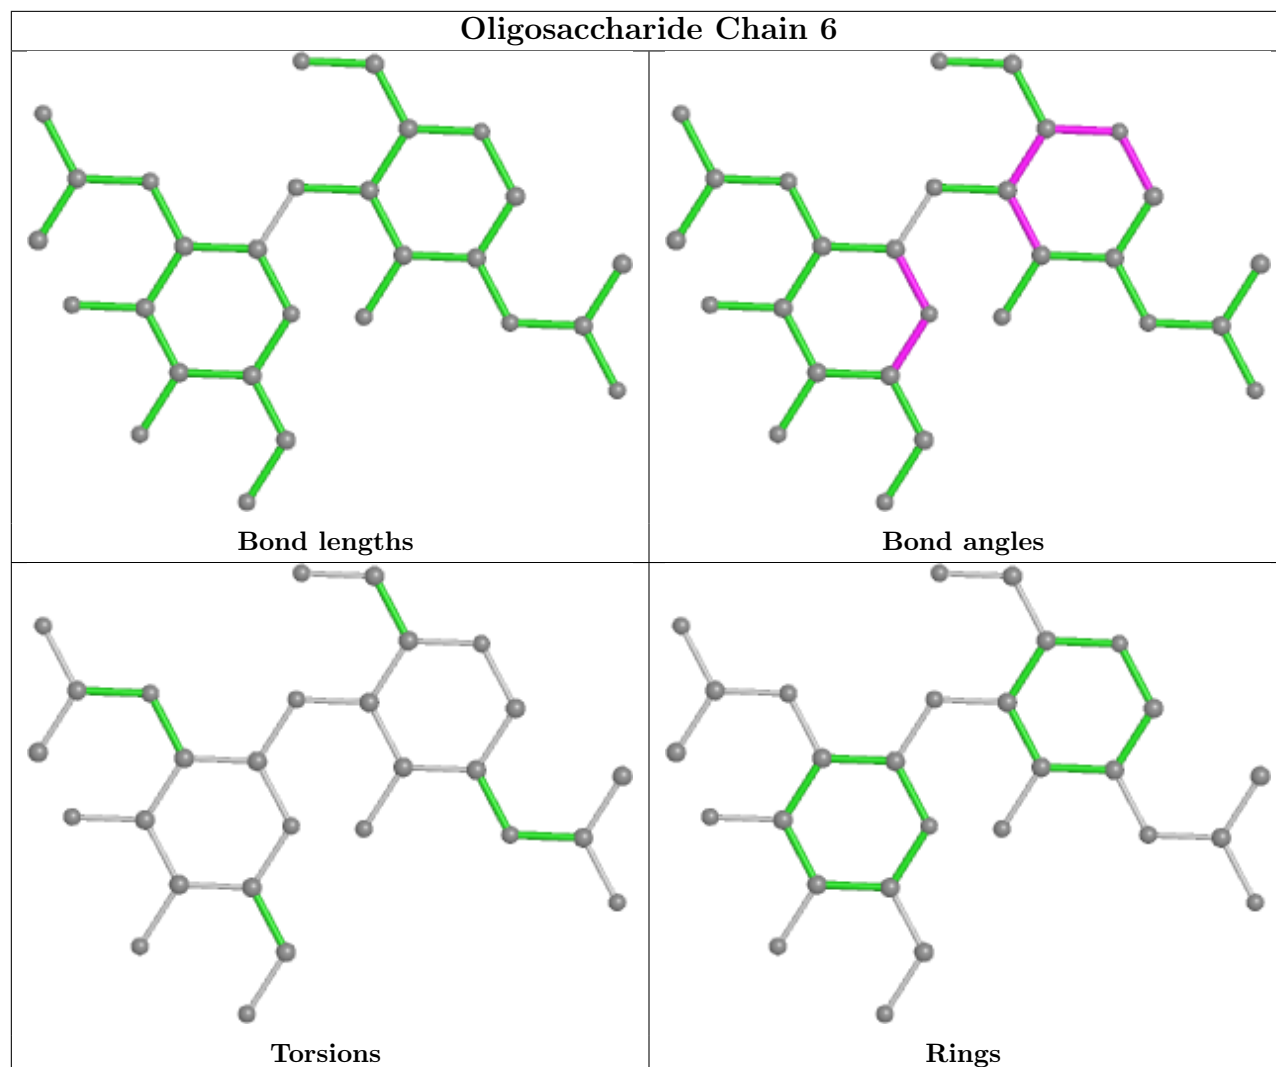 Oligosaccharide Chain 6
Bond lengths
Bond angles
Torsions
Rings